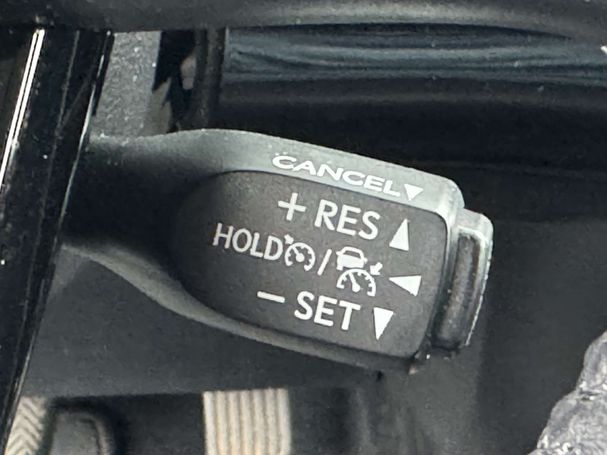 CANCEL▼
+ RES ▲
HOLD / ◀
− SET ▼